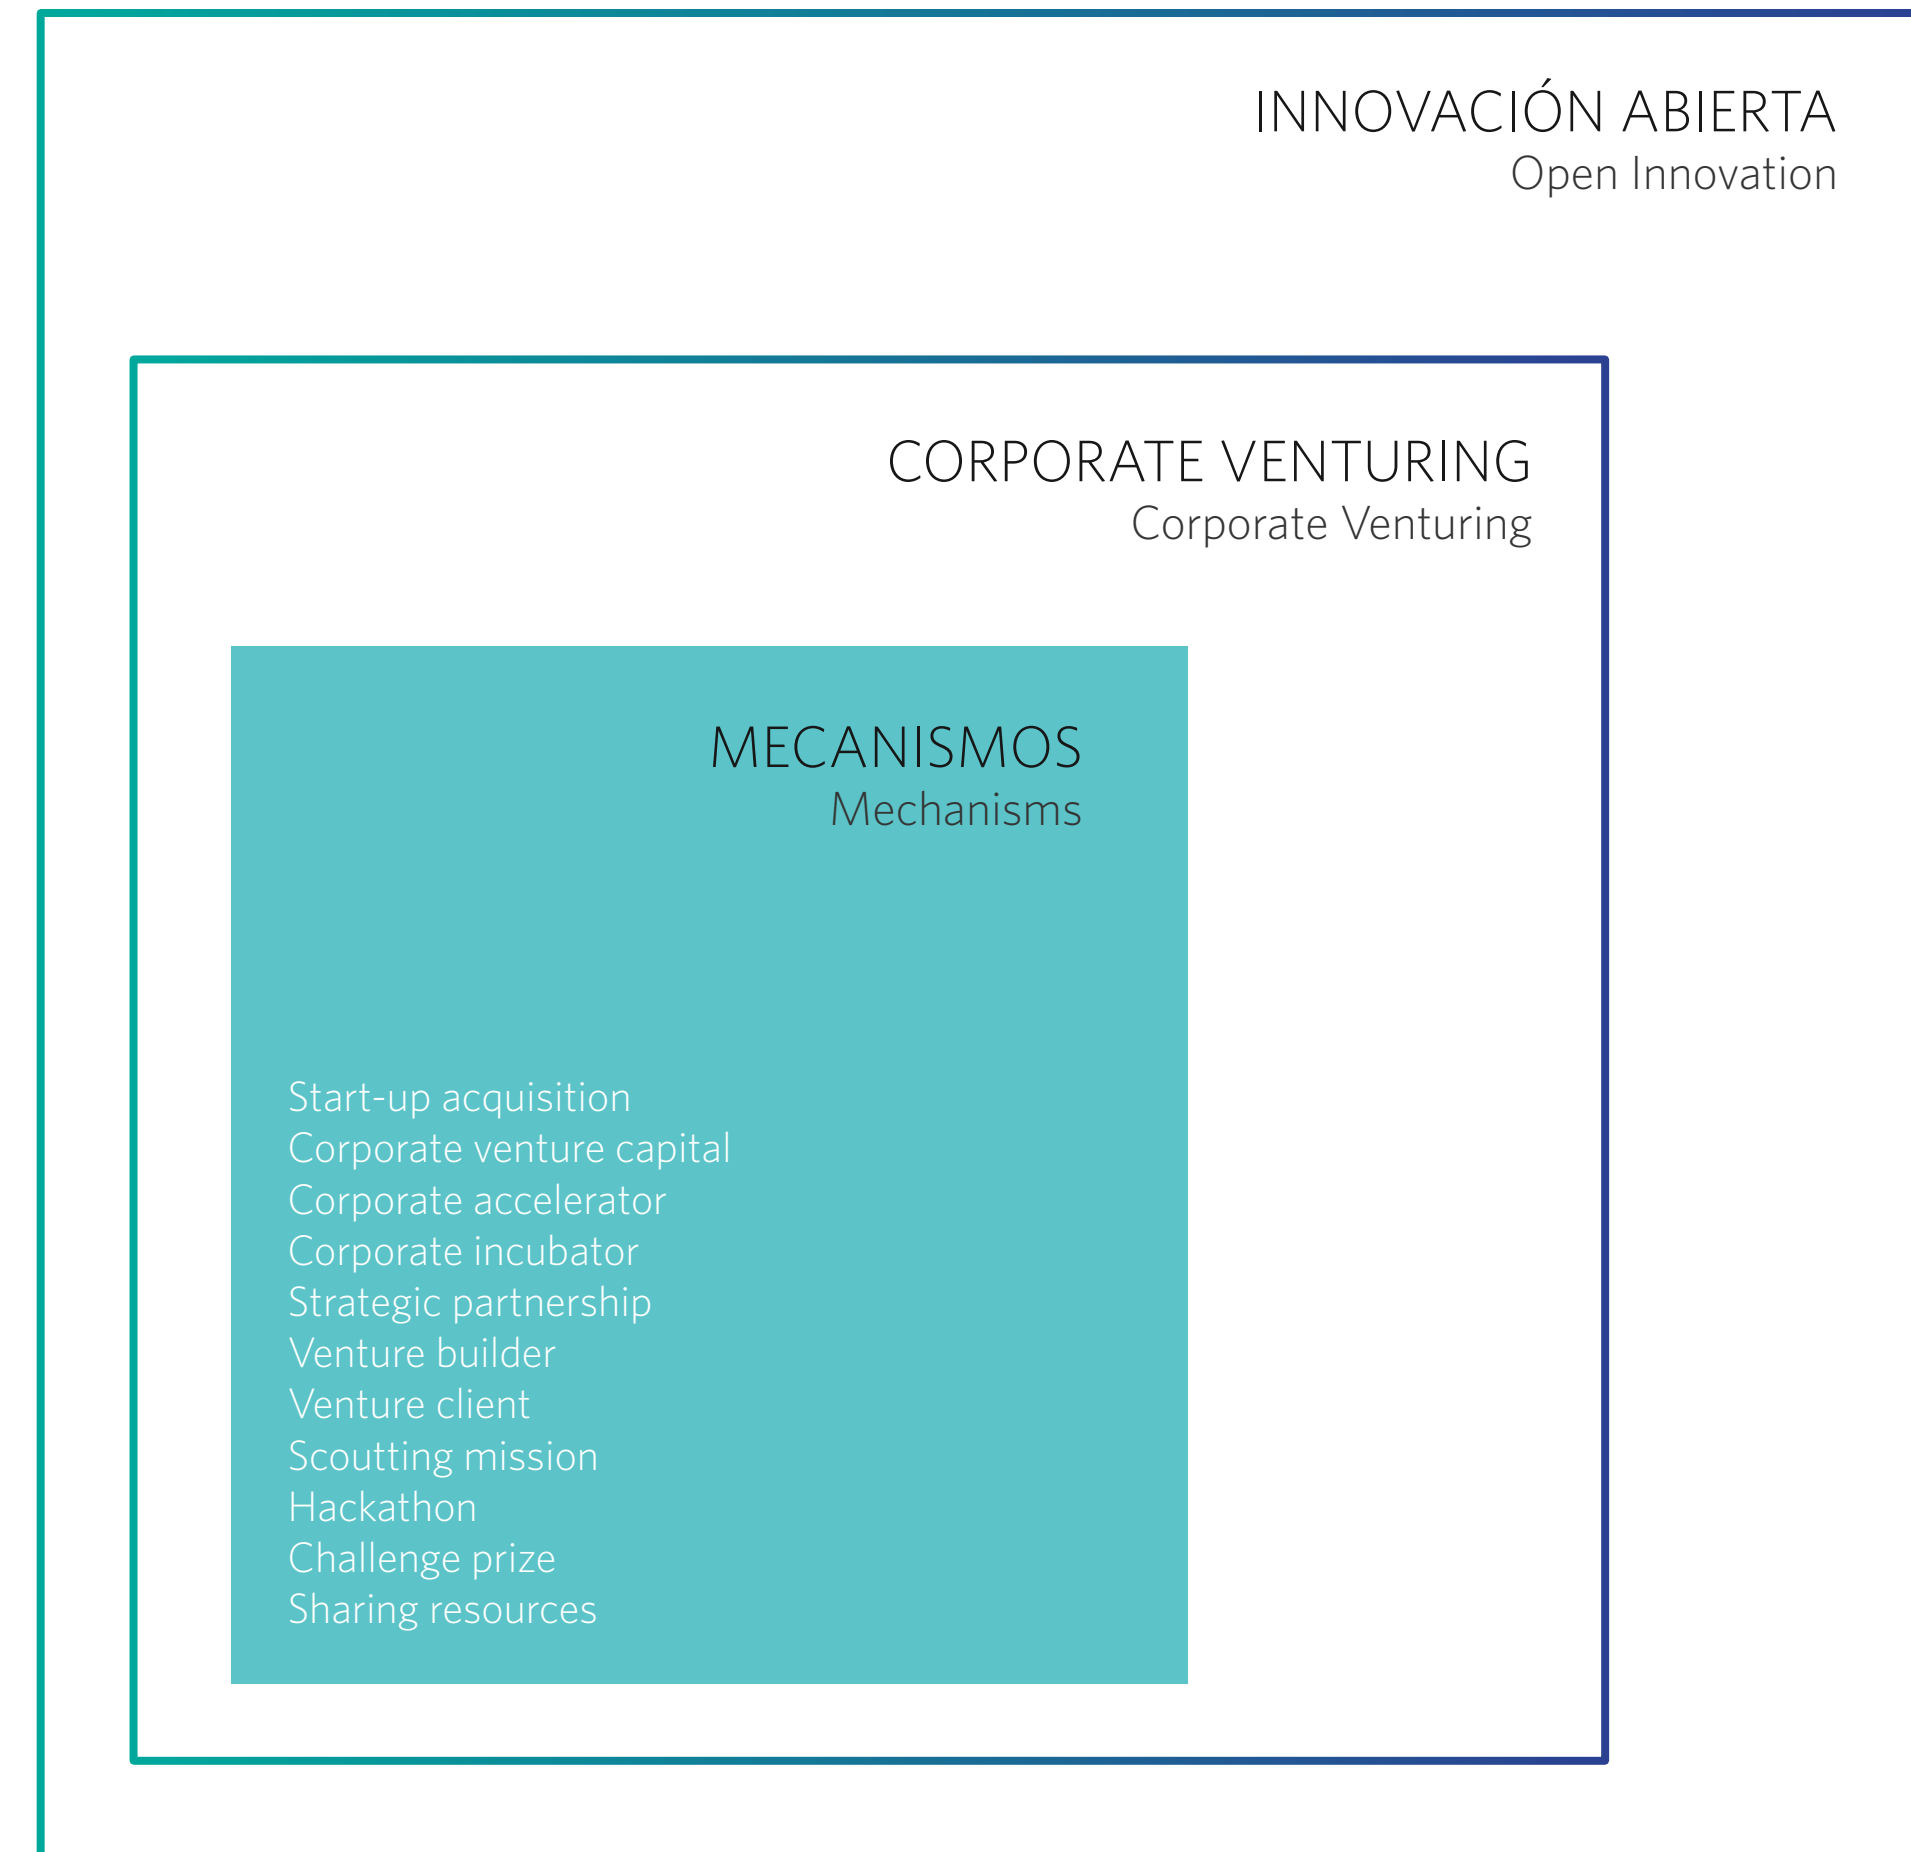 INNOVACIÓN ABIERTA
Open Innovation
CORPORATE VENTURING
Corporate Venturing
MECANISMOS
Mechanisms
Start-up acquisition
Corporate venture capital
Corporate accelerator
Corporate incubator
Strategic partnership
Venture builder
Venture client
Scoutting mission
Hackathon
Challenge prize
Sharing resources